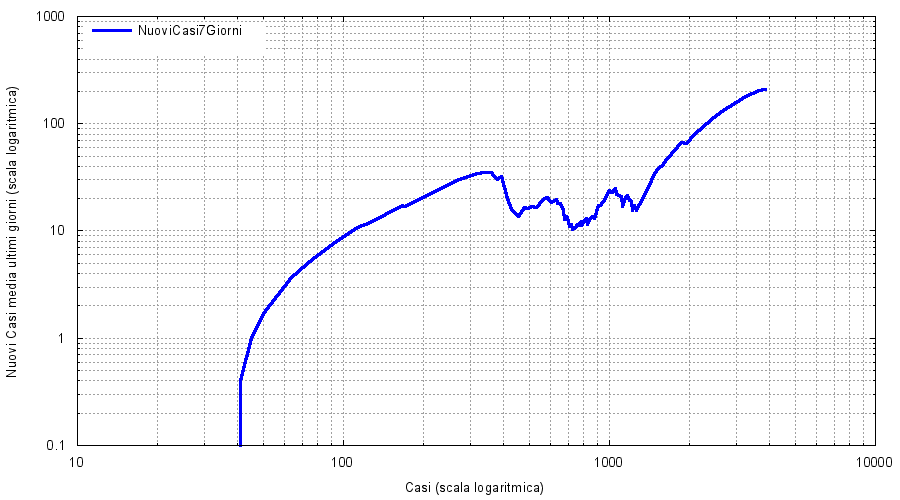 1000
NuoviCasi7Giorni
100
10
1
0.1
Nuovi Casi media ultimi giorni (scala logaritmica)
10 100 1000 10000
Casi (scala logaritmica)